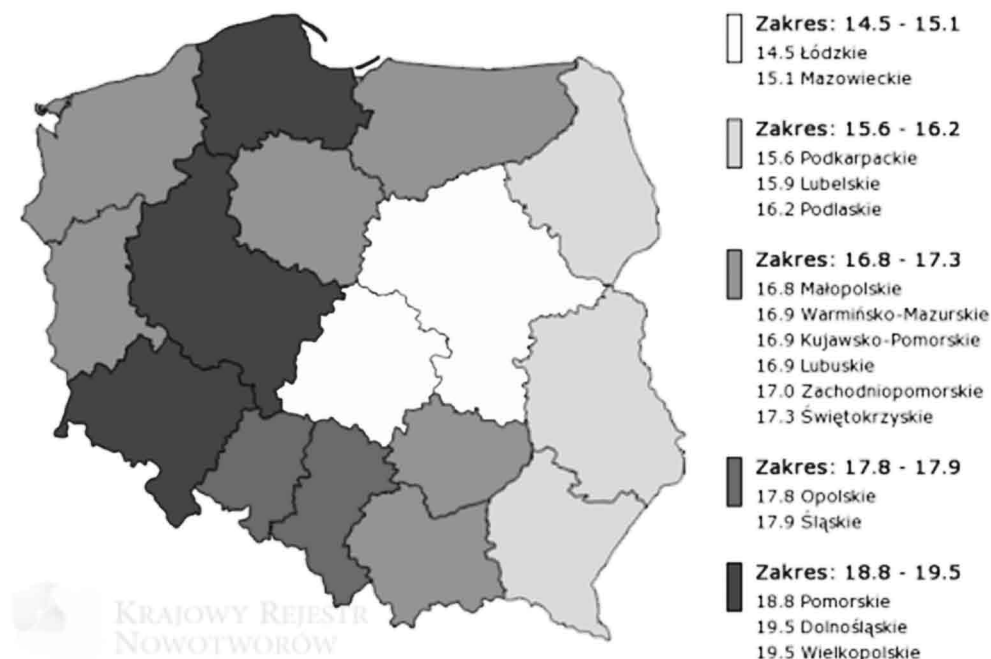 Zakres: 14.5 - 15.1
14.5 Łódzkie
15.1 Mazowieckie
Zakres: 15.6 - 16.2
15.6 Podkarpackie
15.9 Lubelskie
16.2 Podlaskie
Zakres: 16.8 - 17.3
16.8 Małopolskie
16.9 Warmińsko-Mazurskie
16.9 Kujawsko-Pomorskie
16.9 Lubuskie
17.0 Zachodniopomorskie
17.3 Świętokrzyskie
Zakres: 17.8 - 17.9
17.8 Opolskie
17.9 Śląskie
Zakres: 18.8 - 19.5
18.8 Pomorskie
19.5 Dolnośląskie
19.5 Wielkopolskie
KRAJOWY REJESTR
NOWOTWORÓW